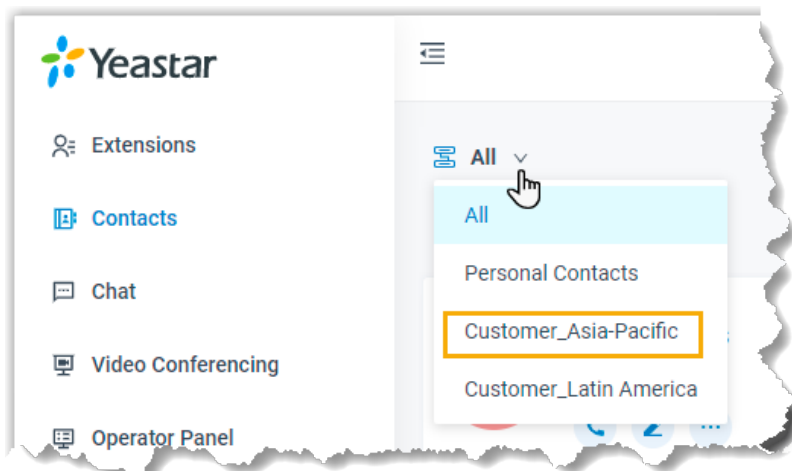 Yeastar
Extensions
All
Contacts
All
Personal Contacts
Chat
Customer_Asia-Pacific
Video Conferencing
Customer_Latin America
Operator Panel